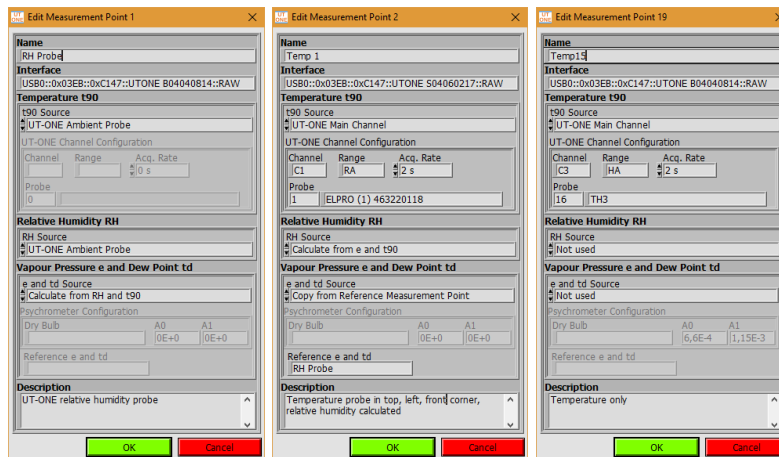 UT-ONE Edit Measurement Point 1
Name
RH Probe
Interface
USB0::0x03EB::0xC147::UTONE B04040814::RAW
Temperature t90
t90 Source
UT-ONE Ambient Probe
UT-ONE Channel Configuration
Channel Range Acq. Rate
0 s
Probe
0
Relative Humidity RH
RH Source
UT-ONE Ambient Probe
Vapour Pressure e and Dew Point td
e and td Source
Calculate from RH and t90
Psychrometer Configuration
Dry Bulb A0 A1
0E+0 0E+0
Reference e and td
Description
UT-ONE relative humidity probe
OK Cancel
UT-ONE Edit Measurement Point 2
Name
Temp 1
Interface
USB0::0x03EB::0xC147::UTONE S04060217::RAW
Temperature t90
t90 Source
UT-ONE Main Channel
UT-ONE Channel Configuration
Channel Range Acq. Rate
C1 RA 2 s
Probe
1 ELPRO (1) 463220118
Relative Humidity RH
RH Source
Calculate from e and t90
Vapour Pressure e and Dew Point td
e and td Source
Copy from Reference Measurement Point
Psychrometer Configuration
Dry Bulb A0 A1
0E+0 0E+0
Reference e and td
RH Probe
Description
Temperature probe in top, left, front corner,
relative humidity calculated
OK Cancel
UT-ONE Edit Measurement Point 19
Name
Temp15
Interface
USB0::0x03EB::0xC147::UTONE B04040814::RAW
Temperature t90
t90 Source
UT-ONE Main Channel
UT-ONE Channel Configuration
Channel Range Acq. Rate
C3 HA 2 s
Probe
16 TH3
Relative Humidity RH
RH Source
Not used
Vapour Pressure e and Dew Point td
e and td Source
Not used
Psychrometer Configuration
Dry Bulb A0 A1
6,6E-4 1,15E-3
Reference e and td
Description
Temperature only
OK Cancel